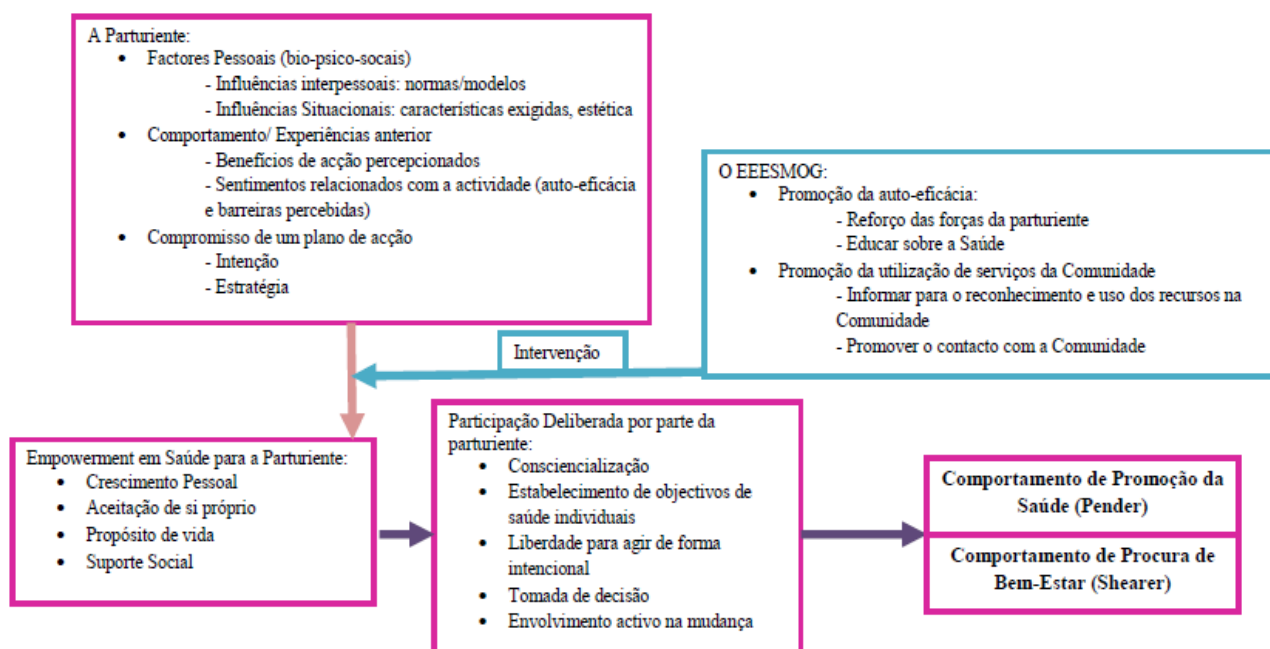 A Parturiente:
• Factores Pessoais (bio-psico-socais)
- Influências interpessoais: normas/modelos
- Influências Situacionais: características exigidas, estética
• Comportamento/ Experiências anterior
- Benefícios de acção percepcionados
- Sentimentos relacionados com a actividade (auto-eficácia
e barreiras percebidas)
• Compromisso de um plano de acção
- Intenção
- Estratégia
O EEESMOG:
• Promoção da auto-eficácia:
- Reforço das forças da parturiente
- Educar sobre a Saúde
• Promoção da utilização de serviços da Comunidade
- Informar para o reconhecimento e uso dos recursos na
Comunidade
- Promover o contacto com a Comunidade
Intervenção
Empowerment em Saúde para a Parturiente:
• Crescimento Pessoal
• Aceitação de si próprio
• Propósito de vida
• Suporte Social
Participação Deliberada por parte da
parturiente:
• Consciencialização
• Estabelecimento de objectivos de
saúde individuais
• Liberdade para agir de forma
intencional
• Tomada de decisão
• Envolvimento activo na mudança
Comportamento de Promoção da
Saúde (Pender)
Comportamento de Procura de
Bem-Estar (Shearer)